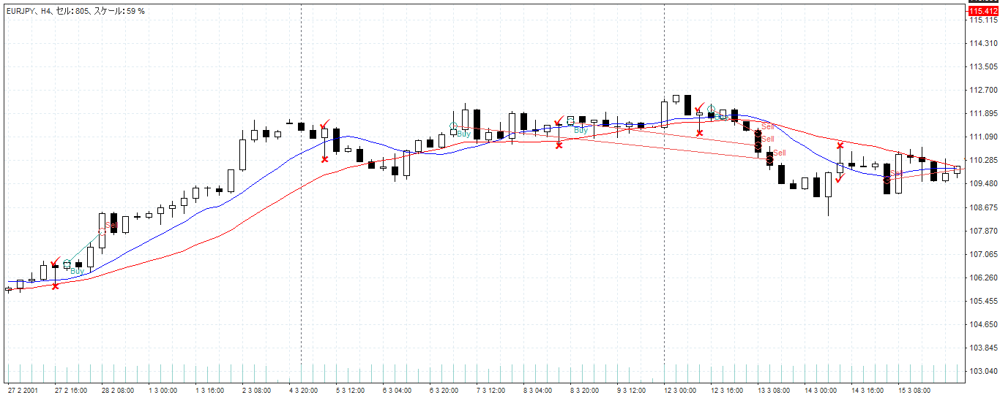 EURJPY、H4、セル: 805、スケール: 59 %
115.412
115.115
114.310
113.505
112.700
111.895
111.090
110.285
109.480
108.675
107.870
107.065
106.260
105.455
104.650
103.845
103.040
Sell
Buy
Buy
Buy
Sell
Sell
Sell
27 2 2001
27 2 16:00
28 2 08:00
1 3 00:00
1 3 16:00
2 3 08:00
4 3 20:00
5 3 12:00
6 3 04:00
6 3 20:00
7 3 12:00
8 3 04:00
8 3 20:00
9 3 12:00
12 3 00:00
12 3 16:00
13 3 08:00
14 3 00:00
14 3 16:00
15 3 08:00